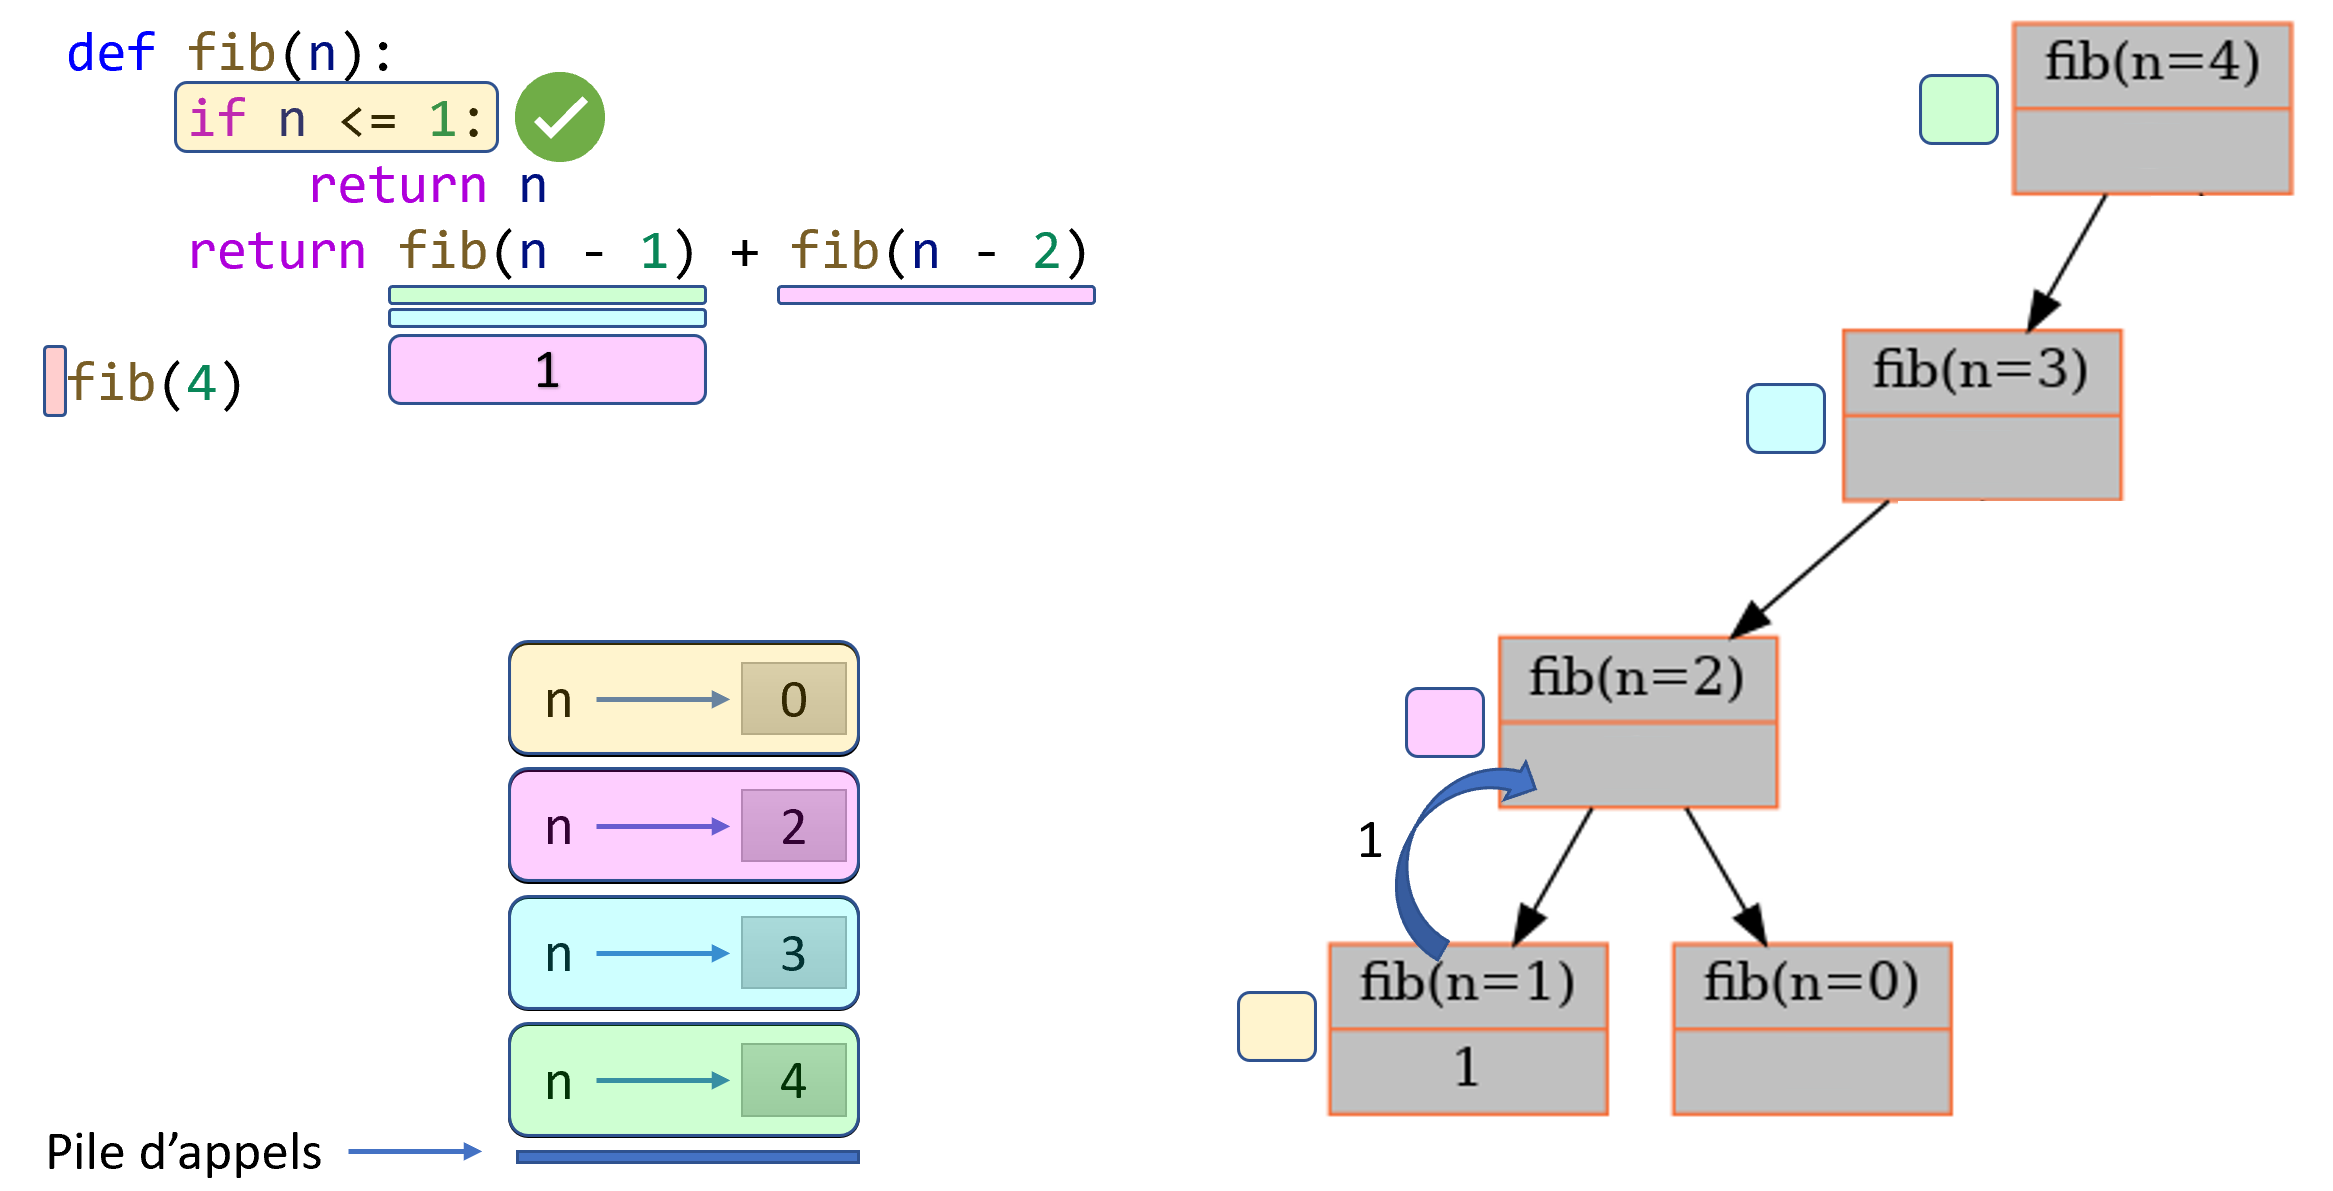 def fib(n):
if n <= 1:
return n
return fib(n - 1) + fib(n - 2)
1
fib(4)
n 0
n 2
n 3
n 4
Pile d’appels
fib(n=4)
fib(n=3)
fib(n=2)
1
fib(n=1)
1
fib(n=0)